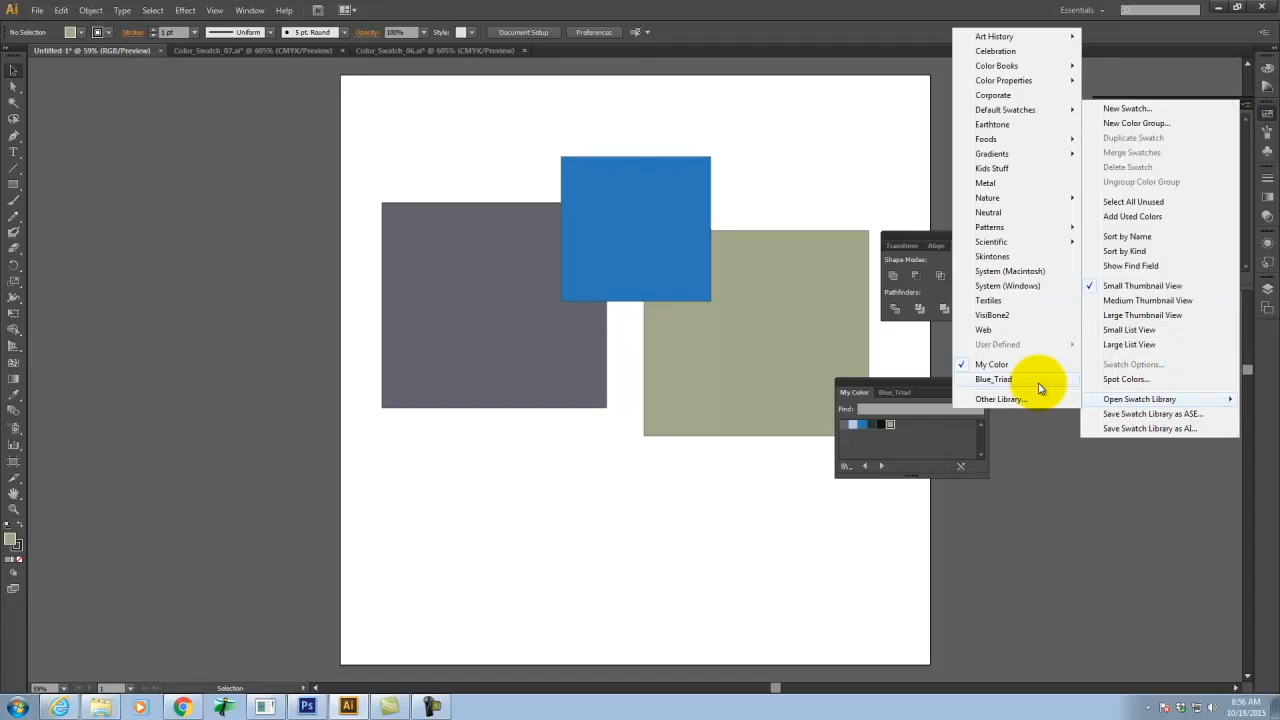 Ai File Edit Object Type Select Effect View Window Help Br Essentials
No Selection Stroke: 1 pt Uniform 5 pt. Round Opacity: 100% Style: Document Setup Preferences
Untitled-1* @ 59% (RGB/Preview) × Color_Swatch_07.ai* @ 605% (CMYK/Preview) × Color_Swatch_06.ai* @ 605% (CMYK/Preview) ×
Art History
Celebration
Color Books
Color Properties
Corporate
Default Swatches
Earthtone
Foods
Gradients
Kids Stuff
Metal
Nature
Neutral
Patterns
Scientific
Skintones
System (Macintosh)
System (Windows)
Textiles
VisiBone2
Web
User Defined
My Color
Blue_Triad
Other Library...
New Swatch...
New Color Group...
Duplicate Swatch
Merge Swatches
Delete Swatch
Ungroup Color Group
Select All Unused
Add Used Colors
Sort by Name
Sort by Kind
Show Find Field
Small Thumbnail View
Medium Thumbnail View
Large Thumbnail View
Small List View
Large List View
Swatch Options...
Spot Colors...
Open Swatch Library
Save Swatch Library as ASE...
Save Swatch Library as AI...
Transform Align
Shape Modes:
Pathfinders:
My Color Blue_Triad
Find:
59% 1 Selection
Ps Ai
8:56 AM
10/19/2015